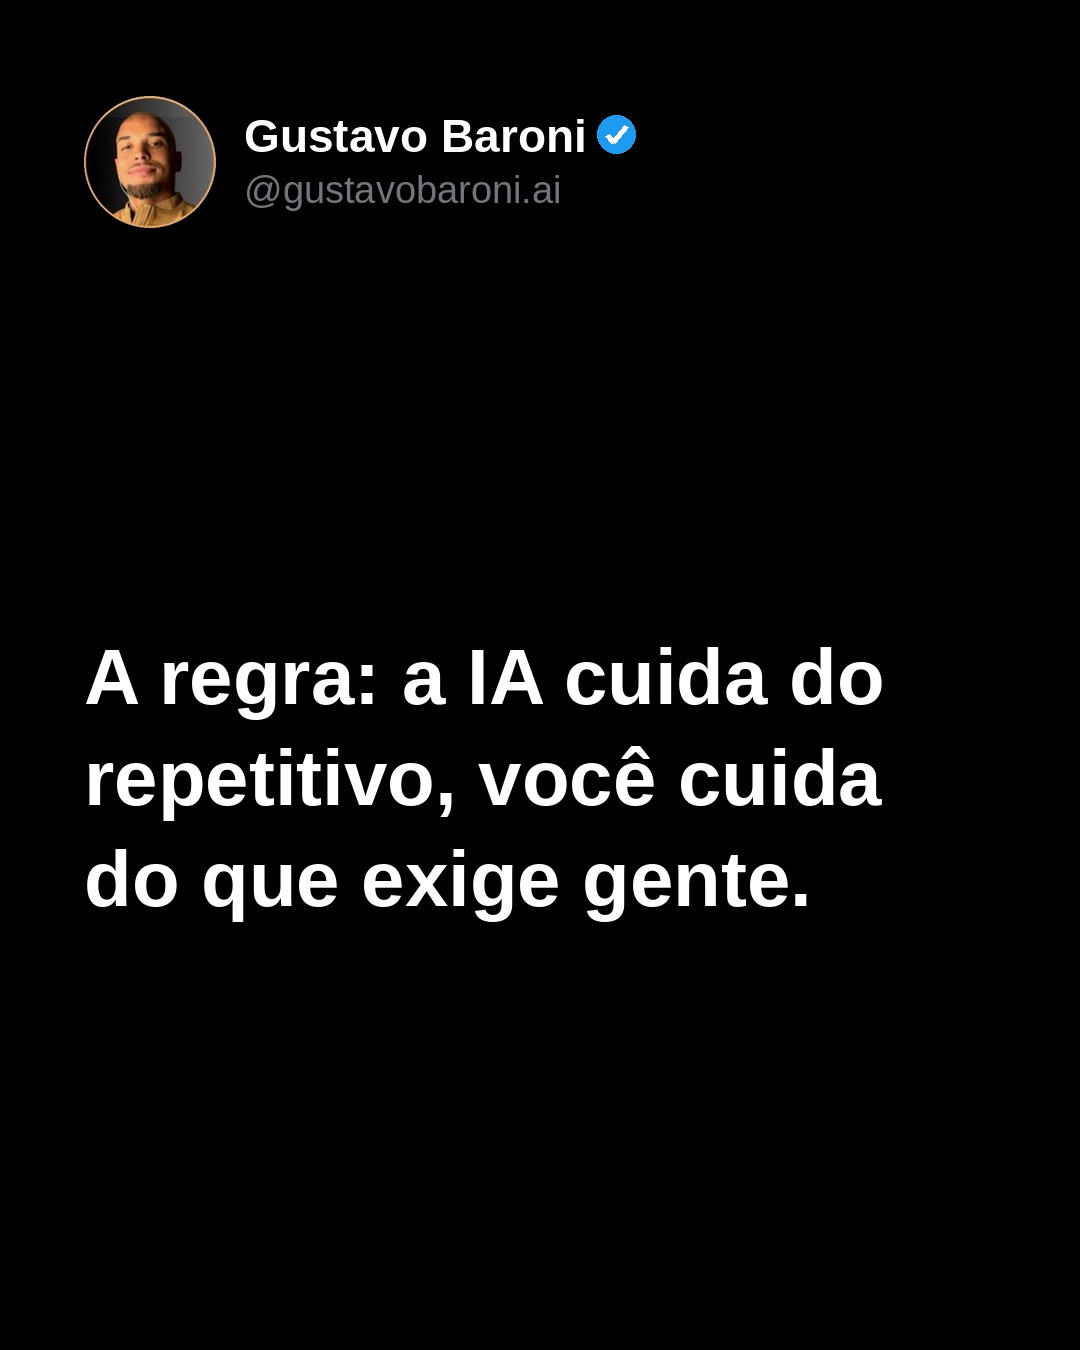 Gustavo Baroni
@gustavobaroni.ai
A regra: a IA cuida do
repetitivo, você cuida
do que exige gente.